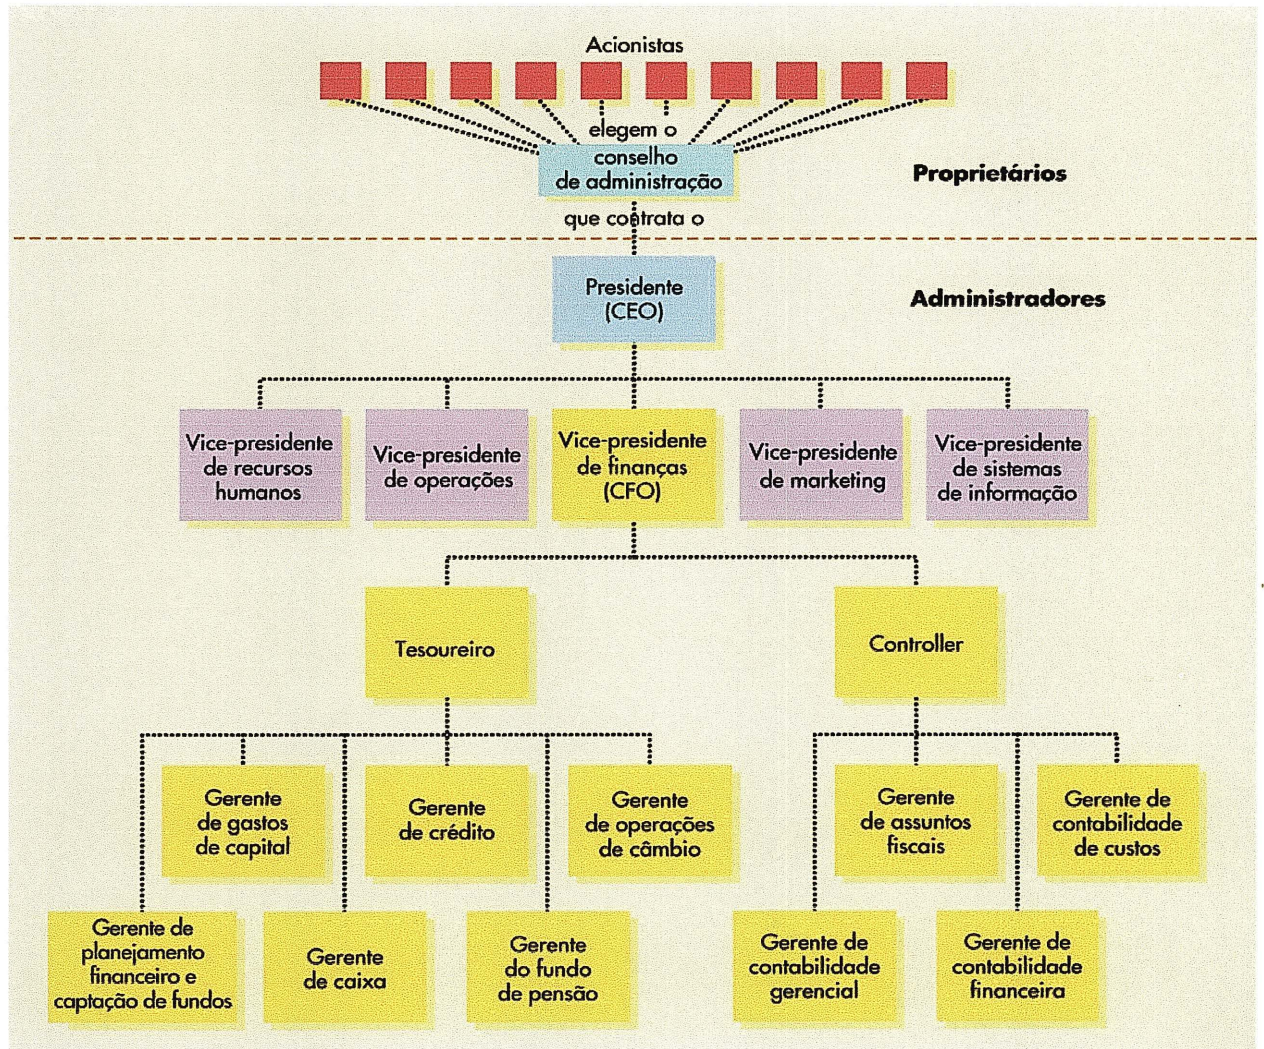 Acionistas
elegem o
conselho
de administração
Proprietários
que contrata o
Presidente
(CEO)
Administradores
Vice-presidente
de recursos
humanos
Vice-presidente
de operações
Vice-presidente
de finanças
(CFO)
Vice-presidente
de marketing
Vice-presidente
de sistemas
de informação
Tesoureiro
Controller
Gerente
de gastos
de capital
Gerente
de crédito
Gerente
de operações
de câmbio
Gerente
de assuntos
fiscais
Gerente de
contabilidade
de custos
Gerente de
planejamento
financeiro e
captação de fundos
Gerente
de caixa
Gerente
do fundo
de pensão
Gerente de
contabilidade
gerencial
Gerente de
contabilidade
financeira